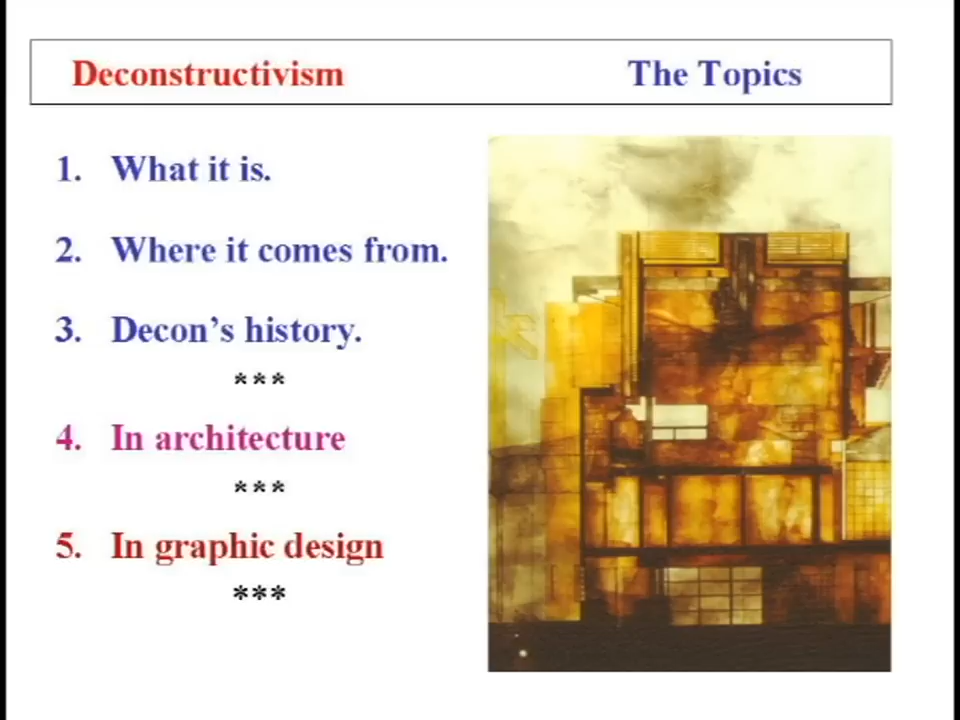 Deconstructivism The Topics
1. What it is.
2. Where it comes from.
3. Decon's history.
***
4. In architecture
***
5. In graphic design
***